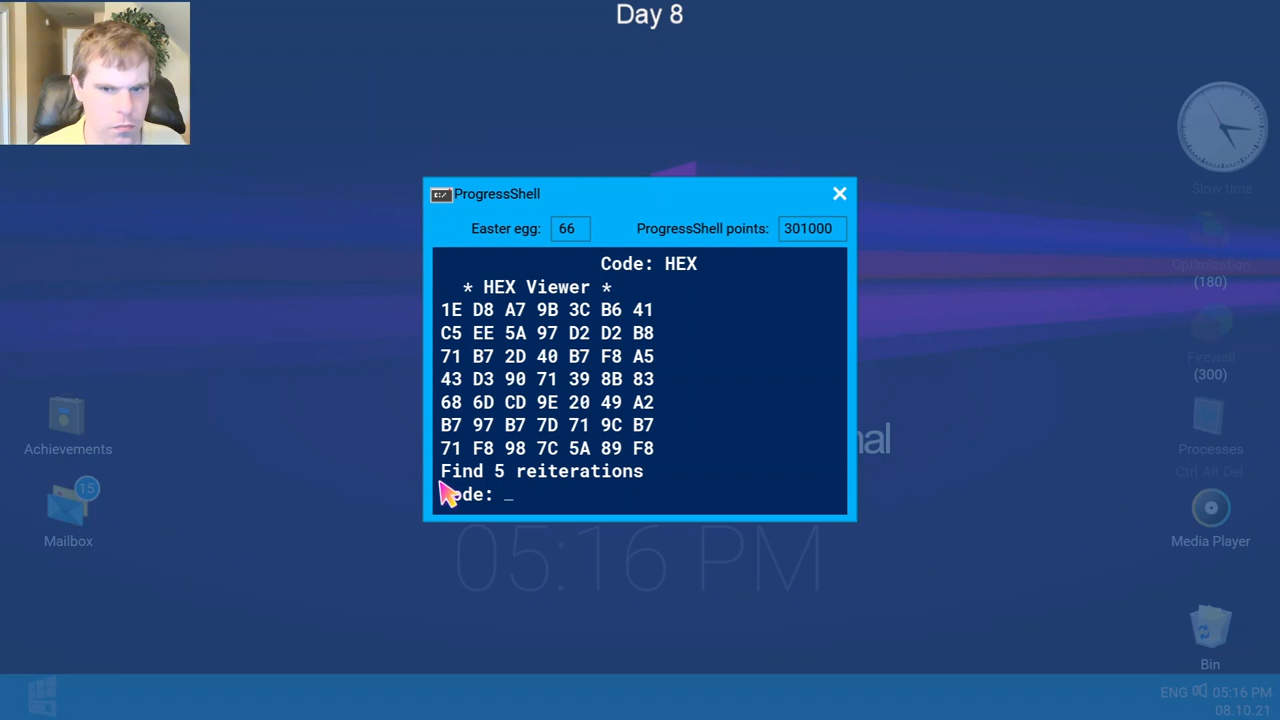 Day 8
ProgressShell
Easter egg: 66 ProgressShell points: 301000
Code: HEX
* HEX Viewer *
1E D8 A7 9B 3C B6 41
C5 EE 5A 97 D2 D2 B8
71 B7 2D 40 B7 F8 A5
43 D3 90 71 39 8B 83
68 6D CD 9E 20 49 A2
B7 97 B7 7D 71 9C B7
71 F8 98 7C 5A 89 F8
Find 5 reiterations
ode: _
nal
05:16 PM
Achievements
15
Mailbox
Slow time
Optimization
(180)
Firewall
(300)
Processes
Ctrl Alt Del
Media Player
Bin
ENG 05:16 PM
08.10.21